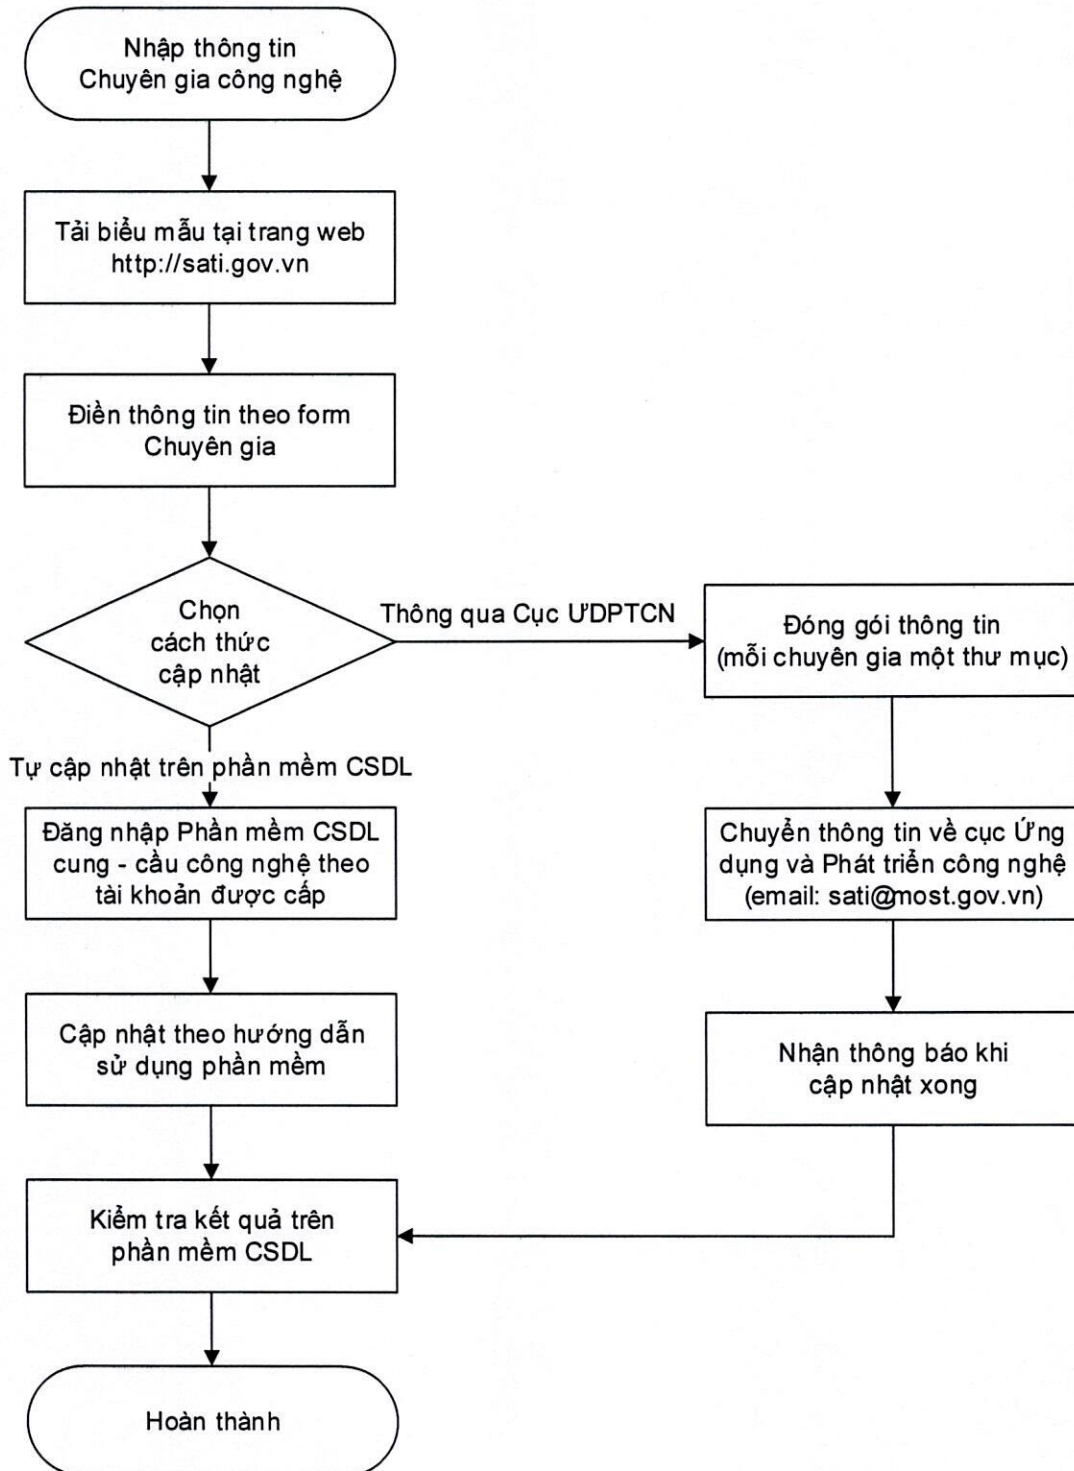 Nhập thông tin
Chuyên gia công nghệ
Tải biểu mẫu tại trang web
http://sati.gov.vn
Điền thông tin theo form
Chuyên gia
Chọn
cách thức
cập nhật
Thông qua Cục ƯDPTCN
Đóng gói thông tin
(mỗi chuyên gia một thư mục)
Tự cập nhật trên phần mềm CSDL
Đăng nhập Phần mềm CSDL
cung - cầu công nghệ theo
tài khoản được cấp
Chuyển thông tin về cục Ứng
dụng và Phát triển công nghệ
(email: sati@most.gov.vn)
Cập nhật theo hướng dẫn
sử dụng phần mềm
Nhận thông báo khi
cập nhật xong
Kiểm tra kết quả trên
phần mềm CSDL
Hoàn thành